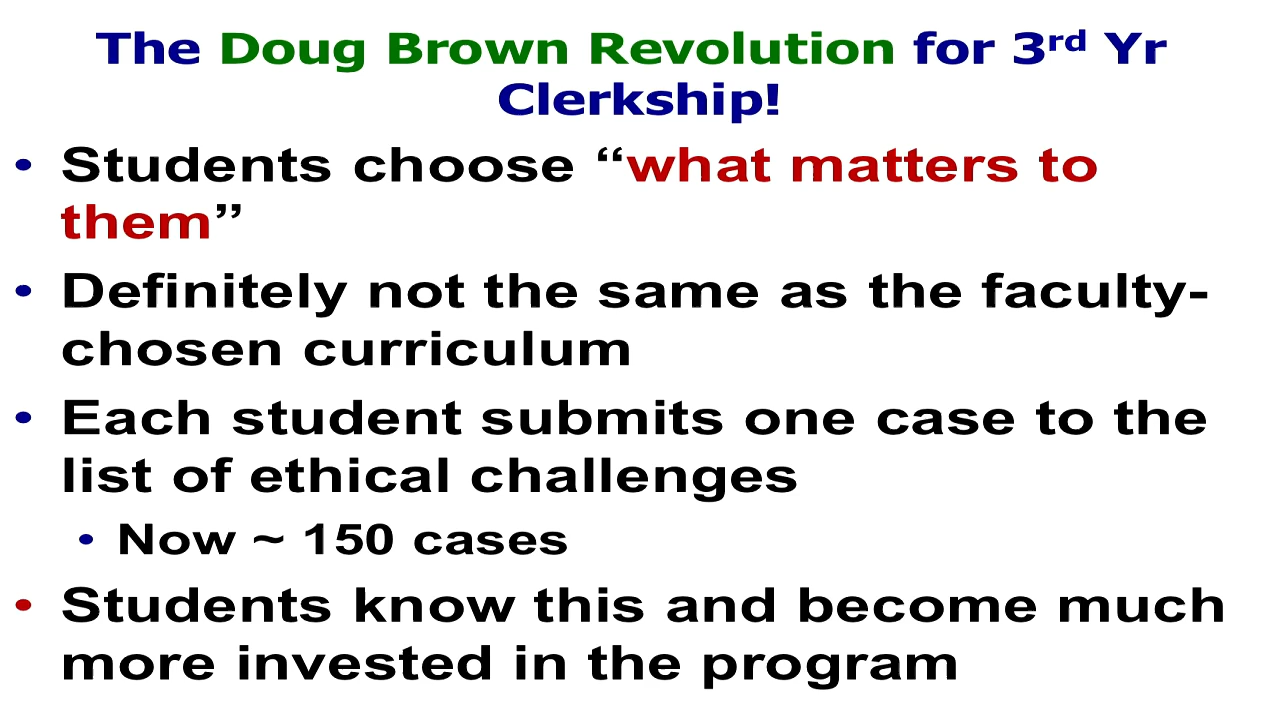 The Doug Brown Revolution for 3rd Yr
Clerkship!
• Students choose “what matters to
them”
• Definitely not the same as the faculty-
chosen curriculum
• Each student submits one case to the
list of ethical challenges
• Now ~ 150 cases
• Students know this and become much
more invested in the program